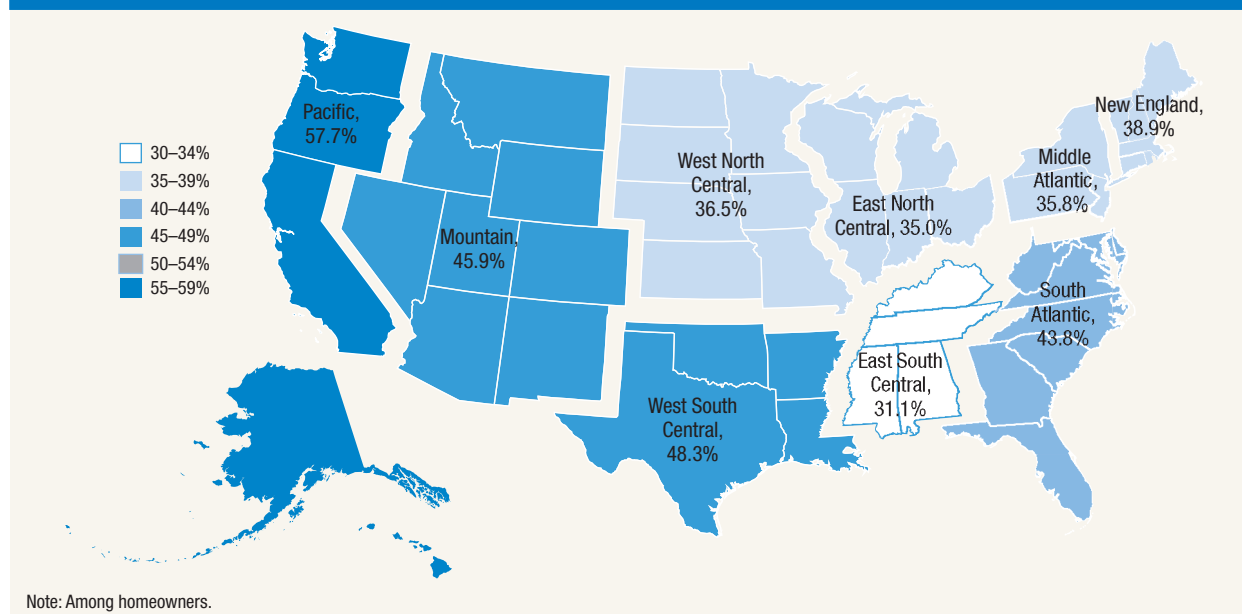 Pacific,
57.7%
30–34%
35–39%
40–44%
45–49%
50–54%
55–59%
Mountain,
45.9%
West North
Central,
36.5%
East North
Central, 35.0%
New England,
38.9%
Middle
Atlantic,
35.8%
South
Atlantic,
43.8%
East South
Central,
31.1%
West South
Central,
48.3%
Note: Among homeowners.